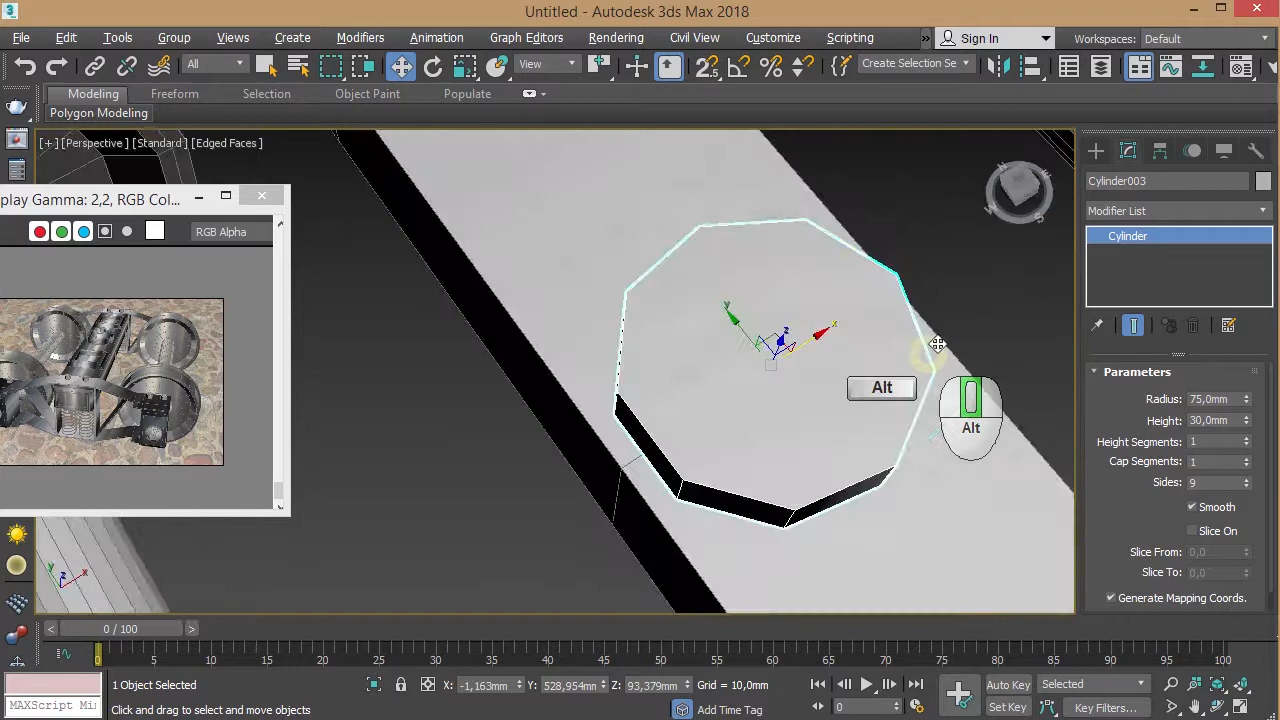 Untitled - Autodesk 3ds Max 2018
File Edit Tools Group Views Create Modifiers Animation Graph Editors Rendering Civil View Customize Scripting » Sign In Workspaces: Default
All View Create Selection Se
Modeling Freeform Selection Object Paint Populate
Polygon Modeling
[+] [Perspective] [Standard] [Edged Faces]
play Gamma: 2,2, RGB Col...
RGB Alpha
Cylinder003
Modifier List
Cylinder
y x z
Alt
Alt
Parameters
Radius: 75,0mm
Height: 30,0mm
Height Segments: 1
Cap Segments: 1
Sides: 9
Smooth
Slice On
Slice From: 0,0
Slice To: 0,0
Generate Mapping Coords.
y z x
< 0 / 100 >
0 5 10 15 20 25 30 35 40 45 50 55 60 65 70 75 80 85 90 95 100
1 Object Selected X: -1,163mm Y: 528,954mm Z: 93,379mm Grid = 10,0mm Auto Key Selected
MAXScript Mi Click and drag to select and move objects Add Time Tag 0 Set Key Key Filters...